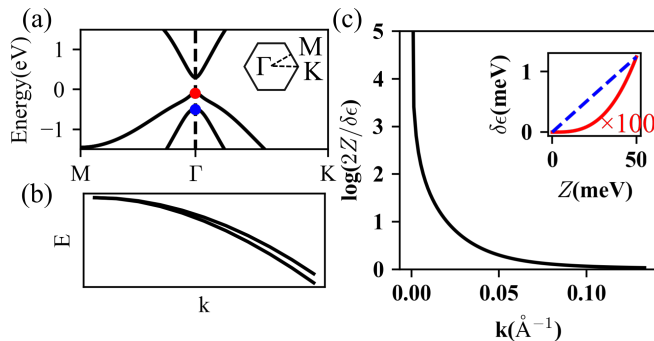 (a)
Energy(eV)
1
0
−1
M
Γ
K
Γ
M
K
(b)
E
k
(c)
log(2Z/δϵ)
5
4
3
2
1
0
0.00
0.05
0.10
k(Å⁻¹)
δϵ(meV)
1
0
×100
0
50
Z(meV)